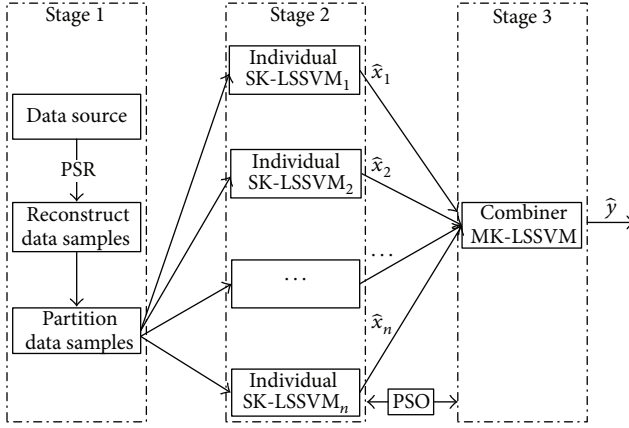 Stage 1
Data source
PSR
Reconstruct
data samples
Partition
data samples
Stage 2
Individual
SK-LSSVM₁
Individual
SK-LSSVM₂
...
Individual
SK-LSSVMₙ
x̂₁
x̂₂
...
x̂ₙ
PSO
Stage 3
Combiner
MK-LSSVM
ŷ